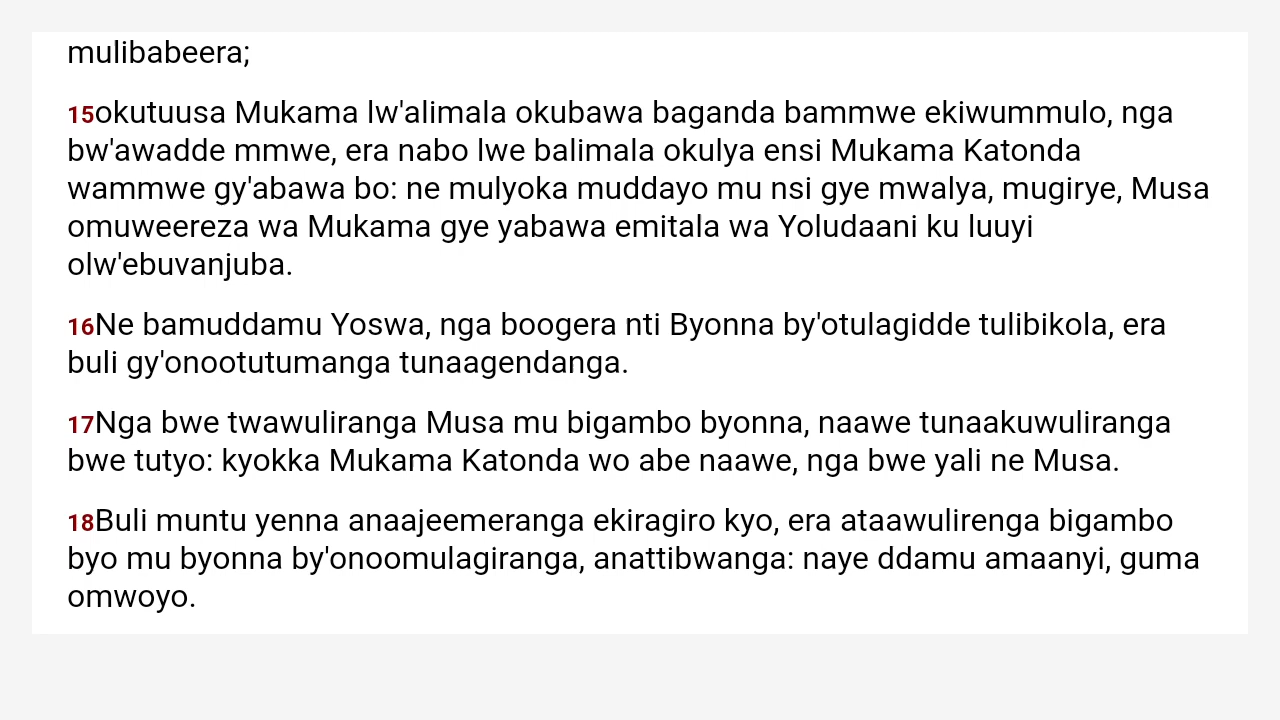 mulibabeera;
15okutuusa Mukama lw'alimala okubawa baganda bammwe ekiwummulo, nga
bw'awadde mmwe, era nabo lwe balimala okulya ensi Mukama Katonda
wammwe gy'abawa bo: ne mulyoka muddayo mu nsi gye mwalya, mugirye, Musa
omuweereza wa Mukama gye yabawa emitala wa Yoludaani ku luuyi
olw'ebuvanjuba.
16Ne bamuddamu Yoswa, nga boogera nti Byonna by'otulagidde tulibikola, era
buli gy'onootutumanga tunaagendanga.
17Nga bwe twawuliranga Musa mu bigambo byonna, naawe tunaakuwuliranga
bwe tutyo: kyokka Mukama Katonda wo abe naawe, nga bwe yali ne Musa.
18Buli muntu yenna anaajeemeranga ekiragiro kyo, era ataawulirenga bigambo
byo mu byonna by'onoomulagiranga, anattibwanga: naye ddamu amaanyi, guma
omwoyo.